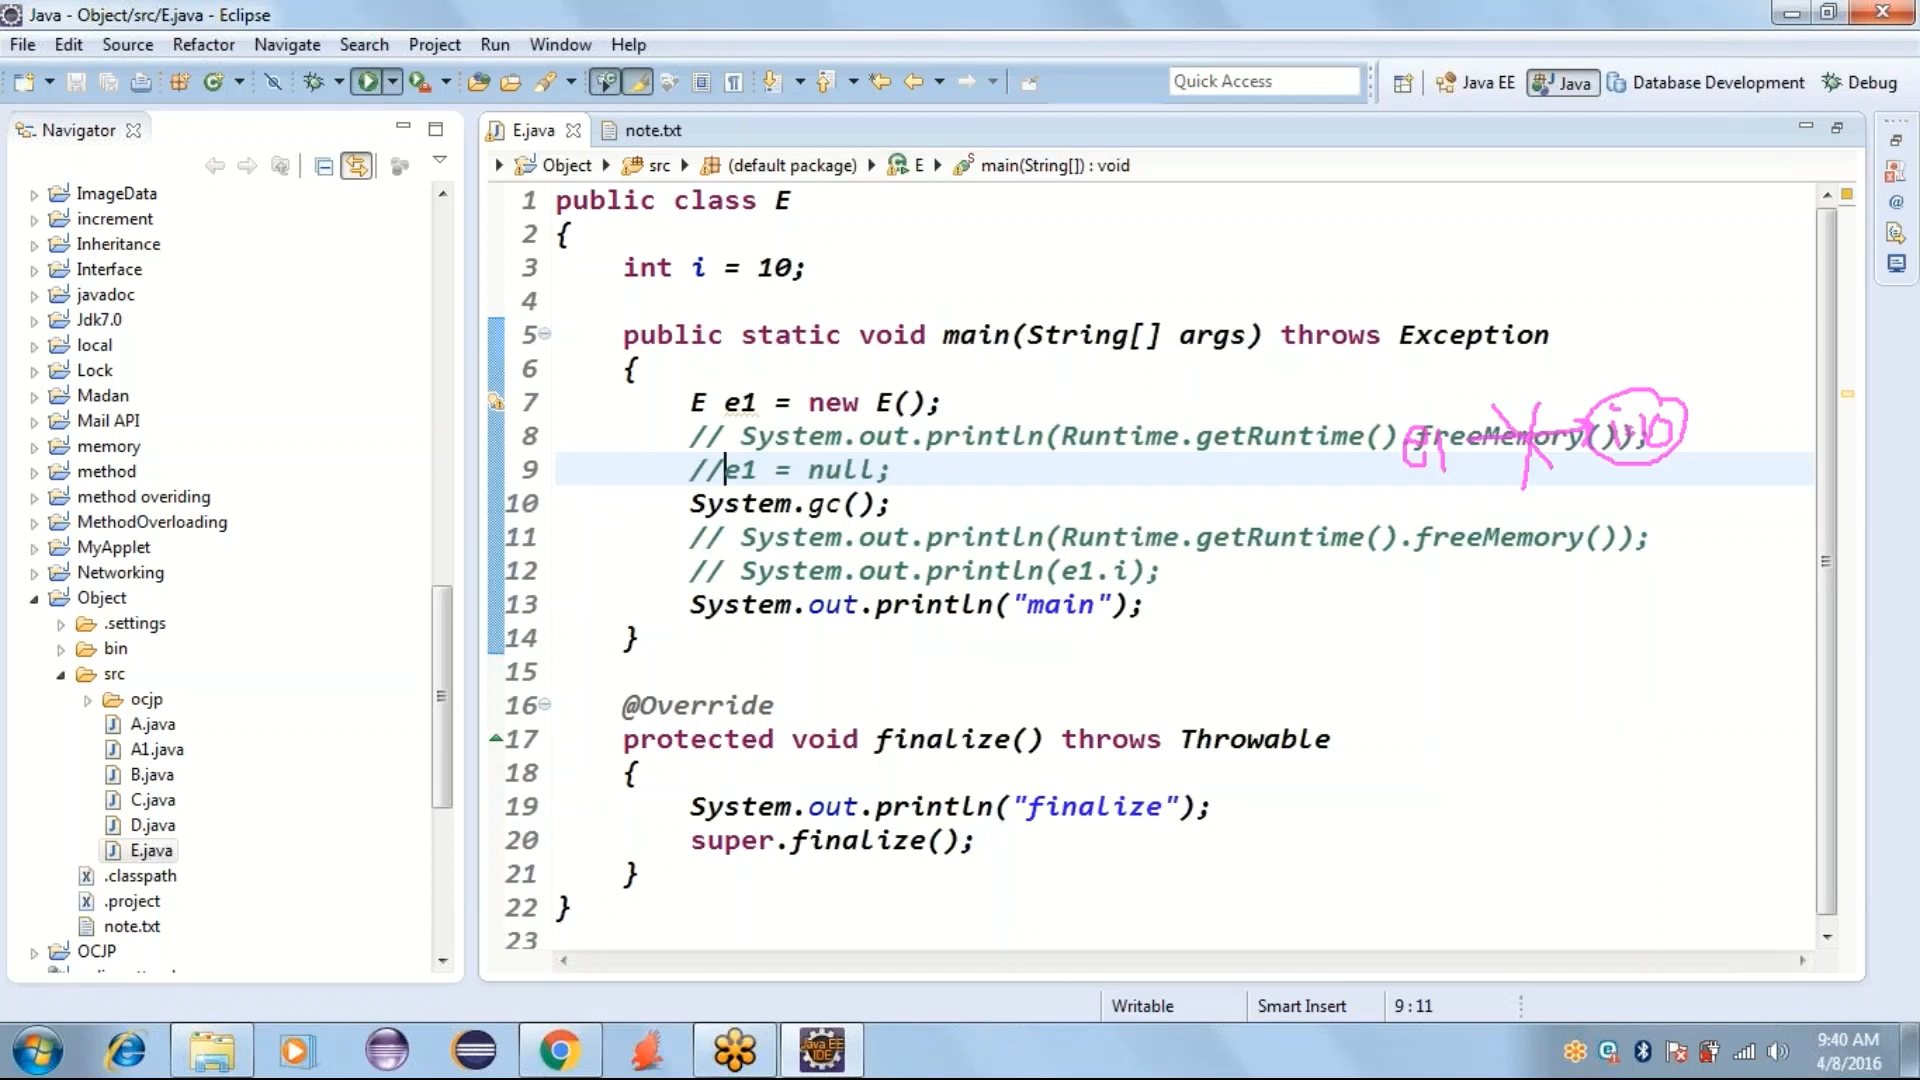 Java - Object/src/E.java - Eclipse
File Edit Source Refactor Navigate Search Project Run Window Help
Quick Access
Java EE
Java
Database Development
Debug
Navigator
ImageData
increment
Inheritance
Interface
javadoc
Jdk7.0
local
Lock
Madan
Mail API
memory
method
method overiding
MethodOverloading
MyApplet
Networking
Object
.settings
bin
src
ocjp
A.java
A1.java
B.java
C.java
D.java
E.java
.classpath
.project
note.txt
OCJP
E.java
note.txt
Object src (default package) E main(String[]) : void
1 public class E
2 {
3 int i = 10;
4
5 public static void main(String[] args) throws Exception
6 {
7 E e1 = new E();
8 // System.out.println(Runtime.getRuntime().freeMemory());
9 //e1 = null;
10 System.gc();
11 // System.out.println(Runtime.getRuntime().freeMemory());
12 // System.out.println(e1.i);
13 System.out.println("main");
14 }
15
16 @Override
17 protected void finalize() throws Throwable
18 {
19 System.out.println("finalize");
20 super.finalize();
21 }
22 }
23
e1
Writable
Smart Insert
9 : 11
Java EE
IDE
9:40 AM
4/8/2016